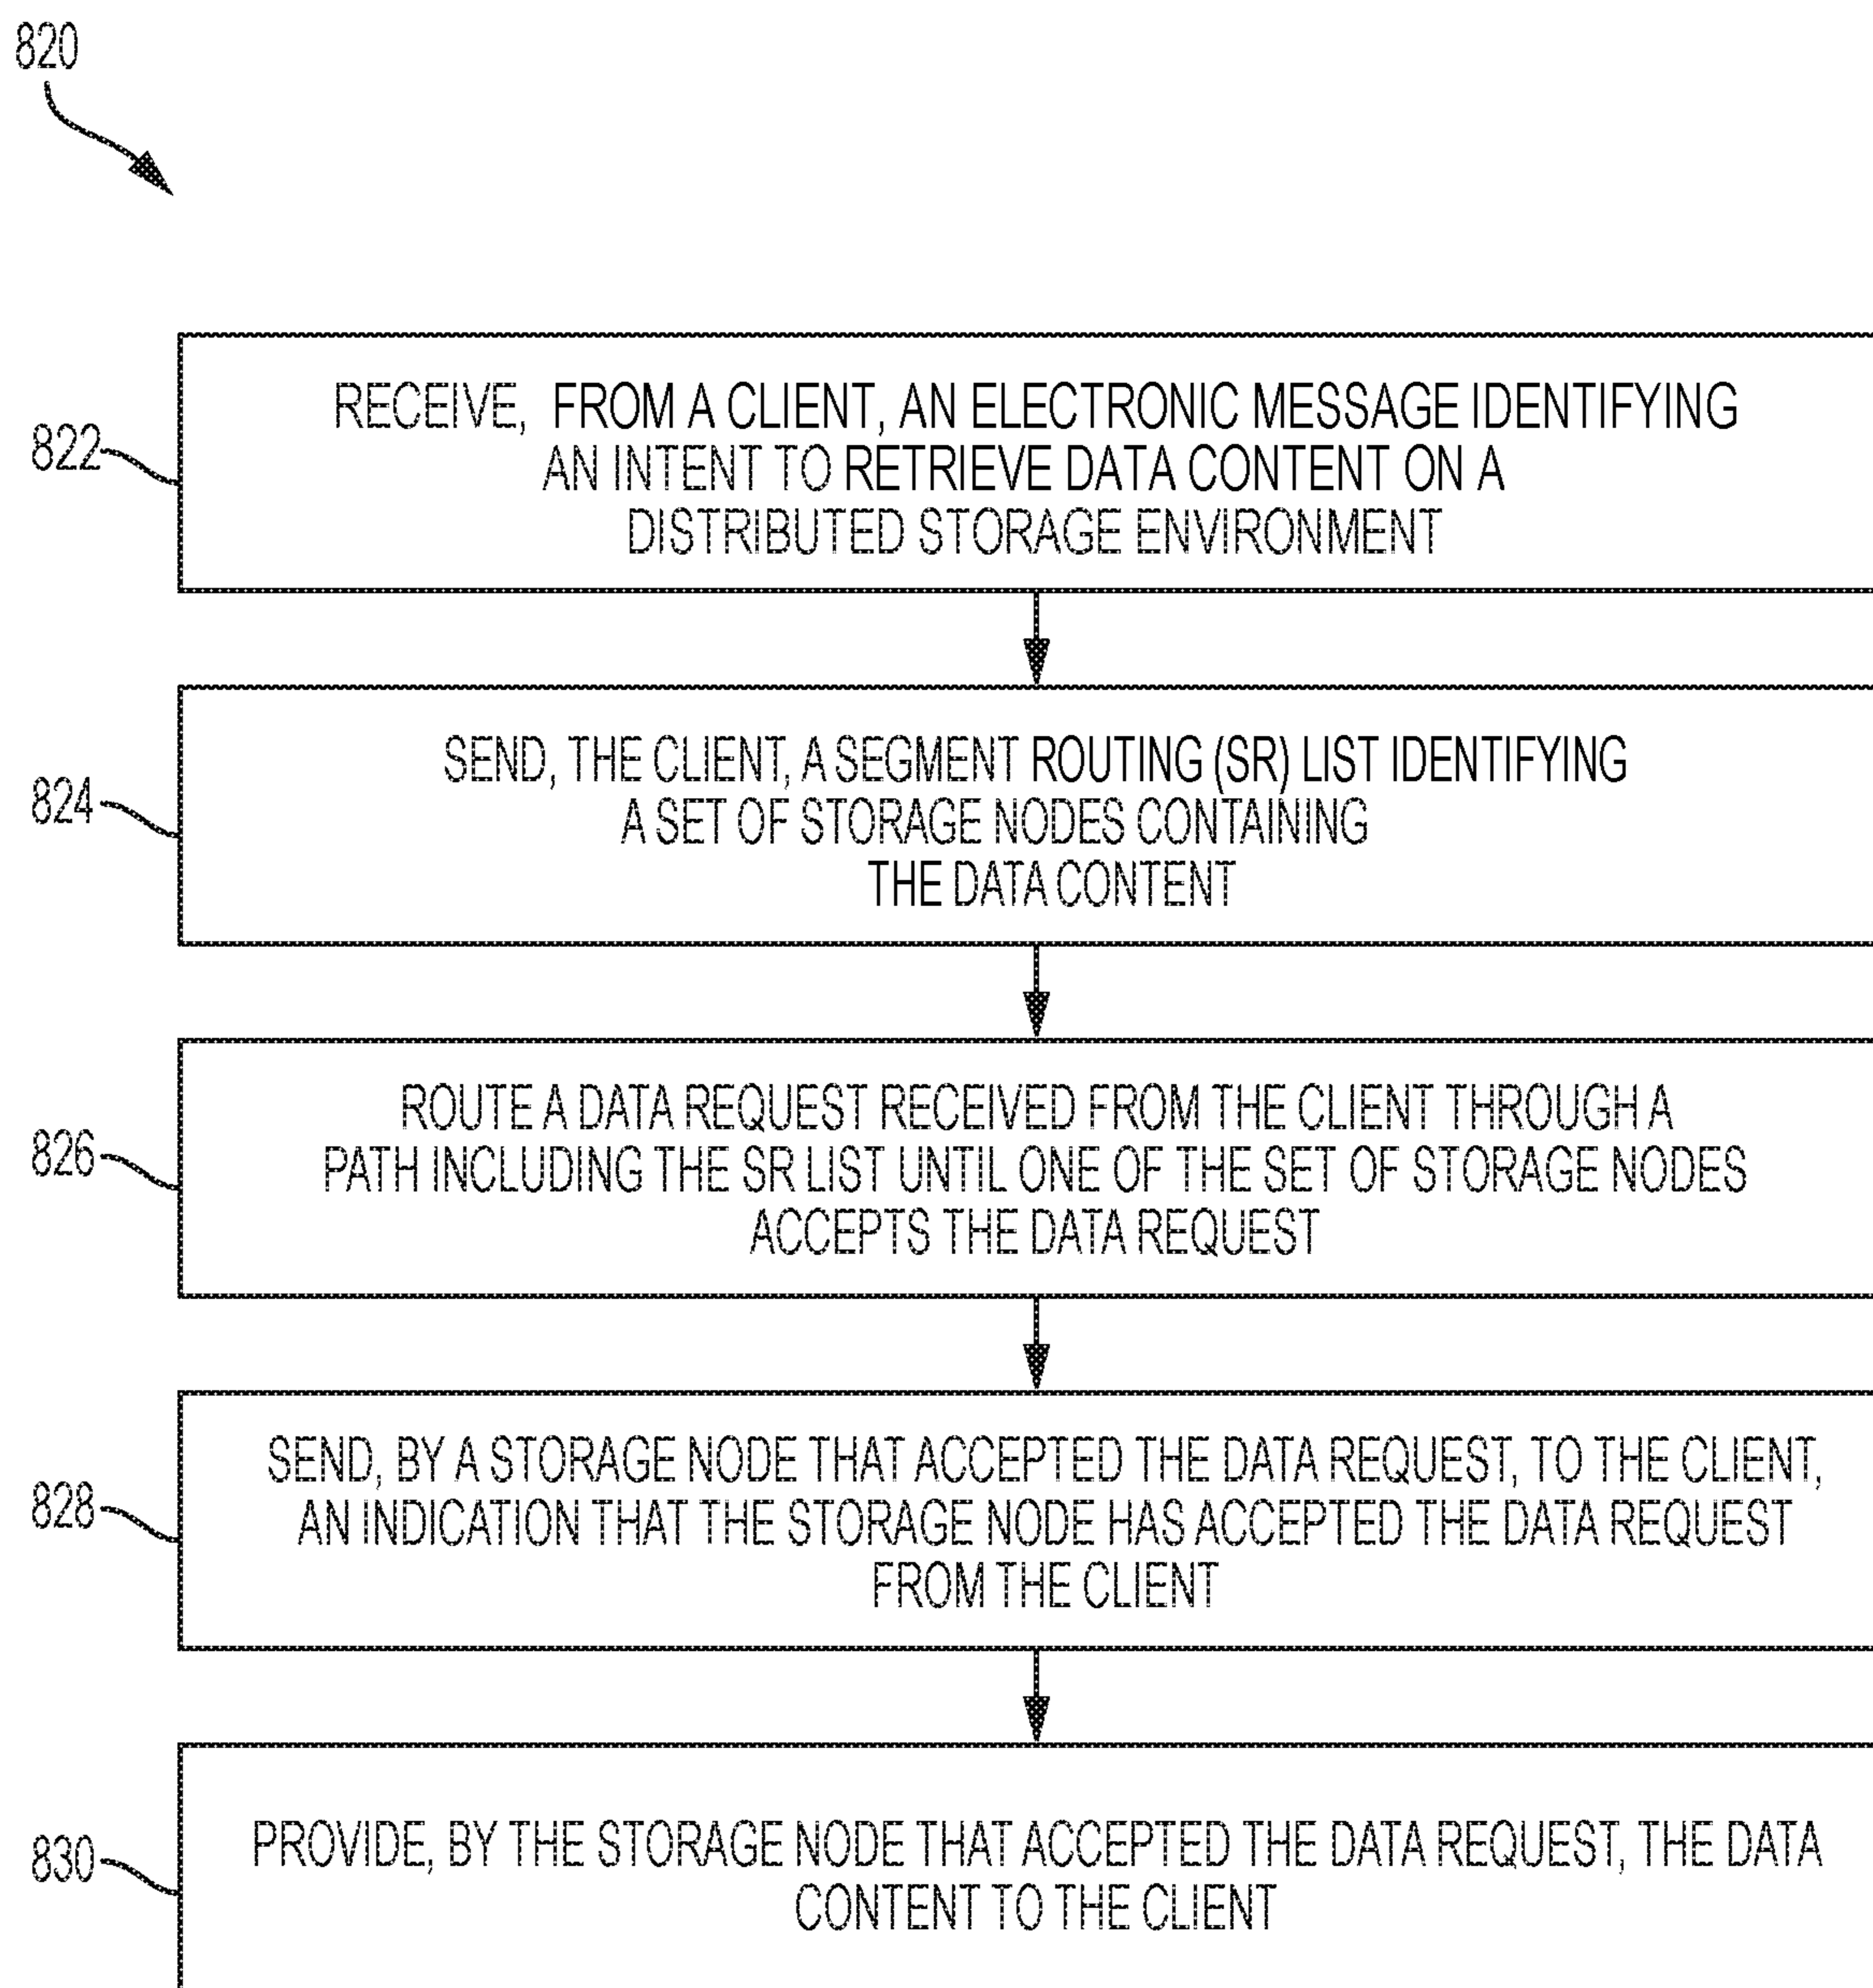 820
822
RECEIVE, FROM A CLIENT, AN ELECTRONIC MESSAGE IDENTIFYING
AN INTENT TO RETRIEVE DATA CONTENT ON A
DISTRIBUTED STORAGE ENVIRONMENT
824
SEND, THE CLIENT, A SEGMENT ROUTING (SR) LIST IDENTIFYING
A SET OF STORAGE NODES CONTAINING
THE DATA CONTENT
826
ROUTE A DATA REQUEST RECEIVED FROM THE CLIENT THROUGH A
PATH INCLUDING THE SR LIST UNTIL ONE OF THE SET OF STORAGE NODES
ACCEPTS THE DATA REQUEST
828
SEND, BY A STORAGE NODE THAT ACCEPTED THE DATA REQUEST, TO THE CLIENT,
AN INDICATION THAT THE STORAGE NODE HAS ACCEPTED THE DATA REQUEST
FROM THE CLIENT
830
PROVIDE, BY THE STORAGE NODE THAT ACCEPTED THE DATA REQUEST, THE DATA
CONTENT TO THE CLIENT